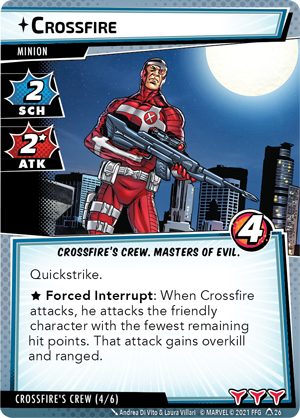 CROSSFIRE
MINION
2
SCH
2★
ATK
4
CROSSFIRE'S CREW. MASTERS OF EVIL.
Quickstrike.
★ Forced Interrupt: When Crossfire
attacks, he attacks the friendly
character with the fewest remaining
hit points. That attack gains overkill
and ranged.
CROSSFIRE'S CREW (4/6)
Andrea Di Vito & Laura Villari © MARVEL © 2021 FFG 26